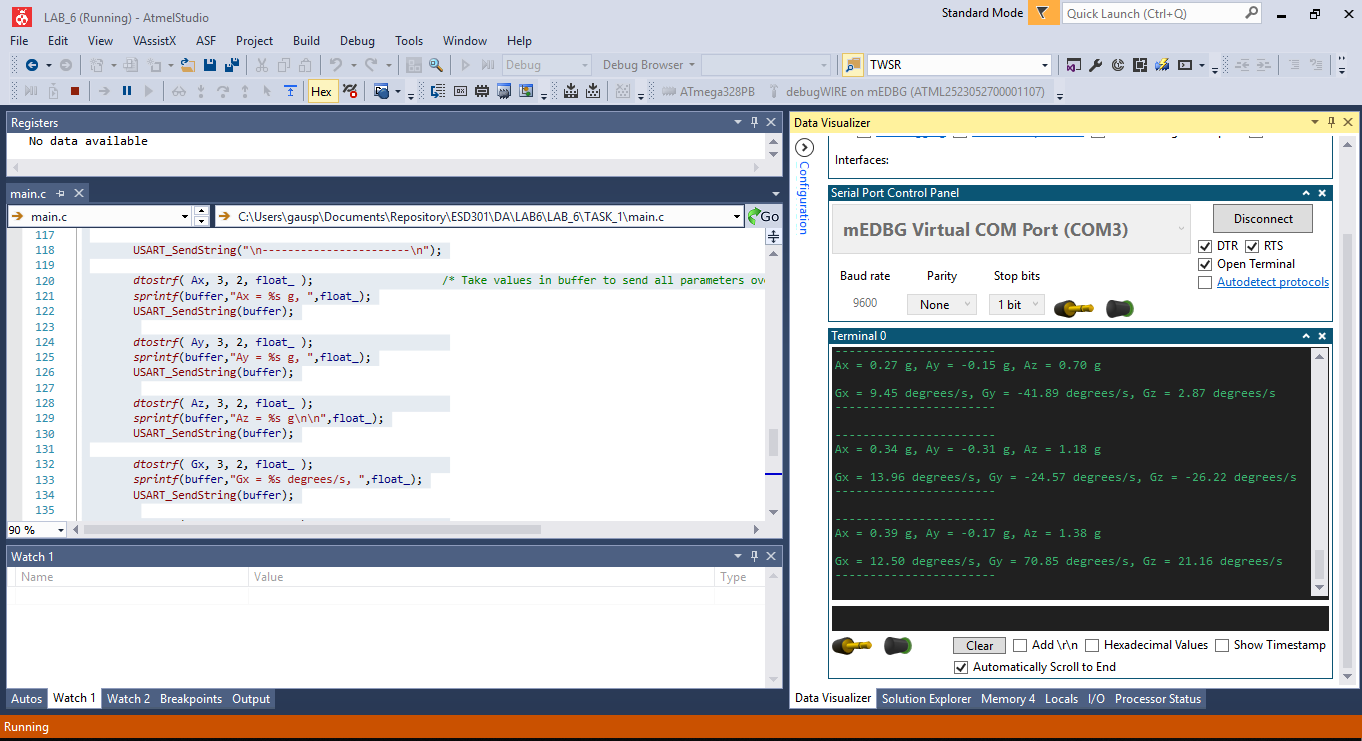 LAB_6 (Running) - AtmelStudio
Standard Mode
Quick Launch (Ctrl+Q)
File Edit View VAssistX ASF Project Build Debug Tools Window Help
Debug Debug Browser TWSR
Hex ATmega328PB debugWIRE on mEDBG (ATML2523052700001107)
Registers
No data available
main.c
main.c C:\Users\gausp\Documents\Repository\ESD301\DA\LAB6\LAB_6\TASK_1\main.c Go
117
118 USART_SendString("\n-----------------------\n");
119
120 dtostrf( Ax, 3, 2, float_ ); /* Take values in buffer to send all parameters
121 sprintf(buffer,"Ax = %s g, ",float_);
122 USART_SendString(buffer);
123
124 dtostrf( Ay, 3, 2, float_ );
125 sprintf(buffer,"Ay = %s g, ",float_);
126 USART_SendString(buffer);
127
128 dtostrf( Az, 3, 2, float_ );
129 sprintf(buffer,"Az = %s g\n\n",float_);
130 USART_SendString(buffer);
131
132 dtostrf( Gx, 3, 2, float_ );
133 sprintf(buffer,"Gx = %s degrees/s, ",float_);
134 USART_SendString(buffer);
135
90 %
Watch 1
Name Value Type
Autos Watch 1 Watch 2 Breakpoints Output
Running
Data Visualizer
Configuration
Interfaces:
Serial Port Control Panel
mEDBG Virtual COM Port (COM3)
Disconnect
DTR RTS
Open Terminal
Autodetect protocols
Baud rate Parity Stop bits
9600 None 1 bit
Terminal 0
-----------------------
Ax = 0.27 g, Ay = -0.15 g, Az = 0.70 g
Gx = 9.45 degrees/s, Gy = -41.89 degrees/s, Gz = 2.87 degrees/s
-----------------------
-----------------------
Ax = 0.34 g, Ay = -0.31 g, Az = 1.18 g
Gx = 13.96 degrees/s, Gy = -24.57 degrees/s, Gz = -26.22 degrees/s
-----------------------
-----------------------
Ax = 0.39 g, Ay = -0.17 g, Az = 1.38 g
Gx = 12.50 degrees/s, Gy = 70.85 degrees/s, Gz = 21.16 degrees/s
-----------------------
Clear Add \r\n Hexadecimal Values Show Timestamp
Automatically Scroll to End
Data Visualizer Solution Explorer Memory 4 Locals I/O Processor Status